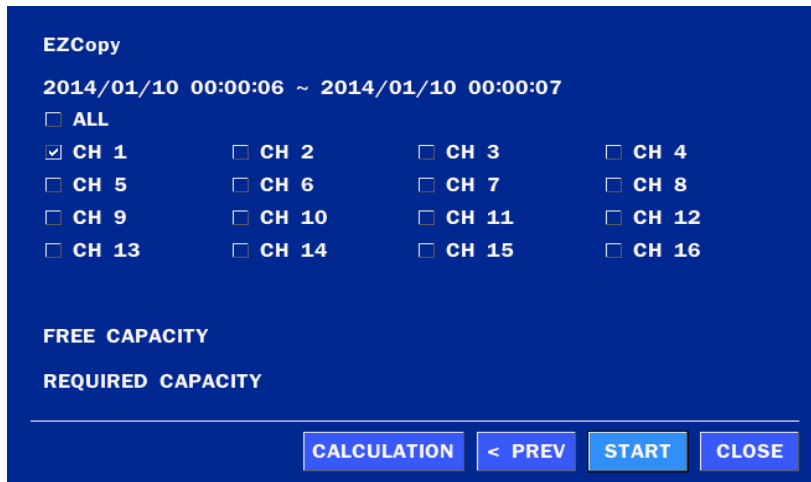 EZCopy
2014/01/10 00:00:06 ~ 2014/01/10 00:00:07
ALL
CH 1 CH 2 CH 3 CH 4
CH 5 CH 6 CH 7 CH 8
CH 9 CH 10 CH 11 CH 12
CH 13 CH 14 CH 15 CH 16
FREE CAPACITY
REQUIRED CAPACITY
CALCULATION < PREV START CLOSE